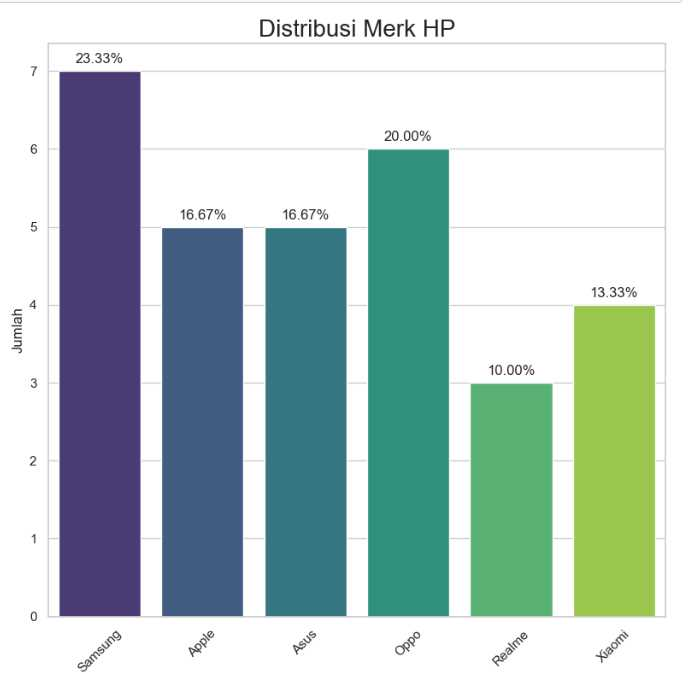 Distribusi Merk HP
23.33%
16.67%
16.67%
20.00%
10.00%
13.33%
Jumlah
7
6
5
4
3
2
1
0
Samsung
Apple
Asus
Oppo
Realme
Xiaomi